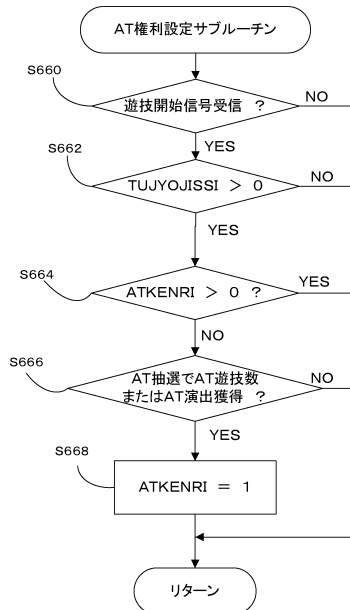 AT権利設定サブルーチン
S660
遊技開始信号受信 ?
NO
YES
S662
TUJYOJISSI > 0
NO
YES
S664
ATKENRI > 0 ?
YES
NO
S666
AT抽選でAT遊技数
またはAT演出獲得 ?
NO
YES
S668
ATKENRI = 1
リターン